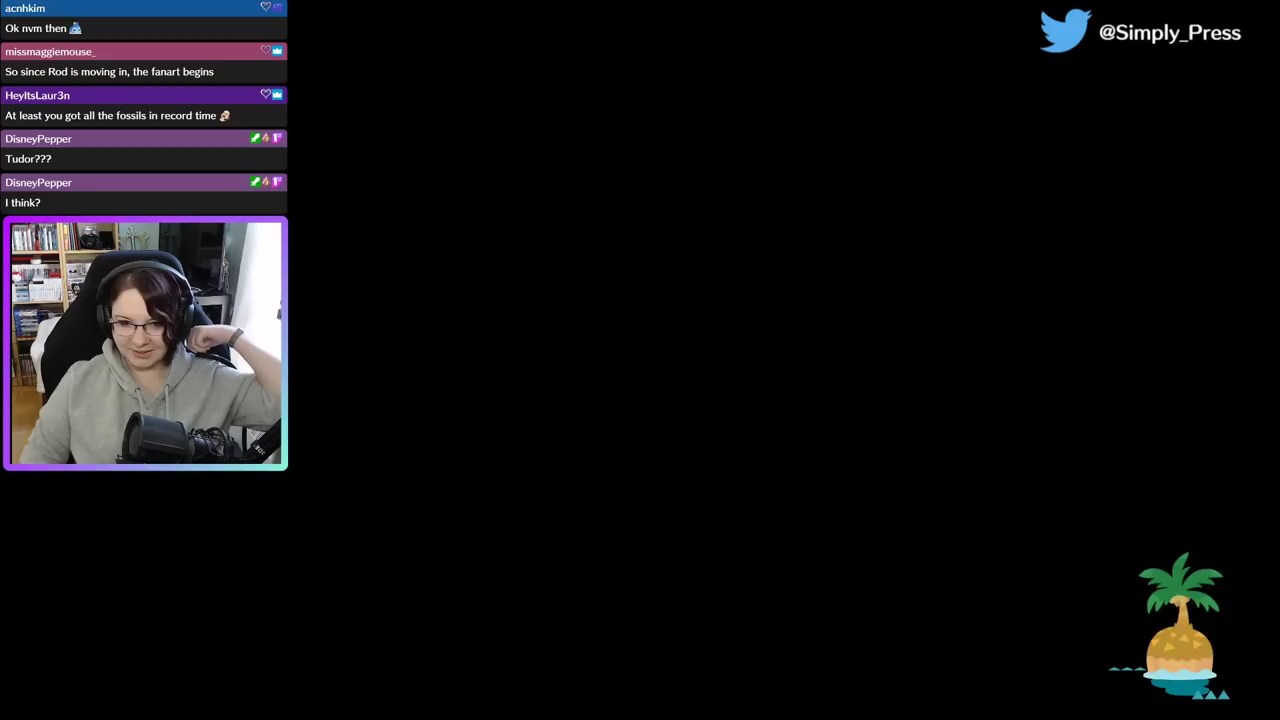 acnhkim
Ok nvm then
missmaggiemouse_
So since Rod is moving in, the fanart begins
HeyItsLaur3n
At least you got all the fossils in record time
DisneyPepper
Tudor???
DisneyPepper
I think?
@Simply_Press